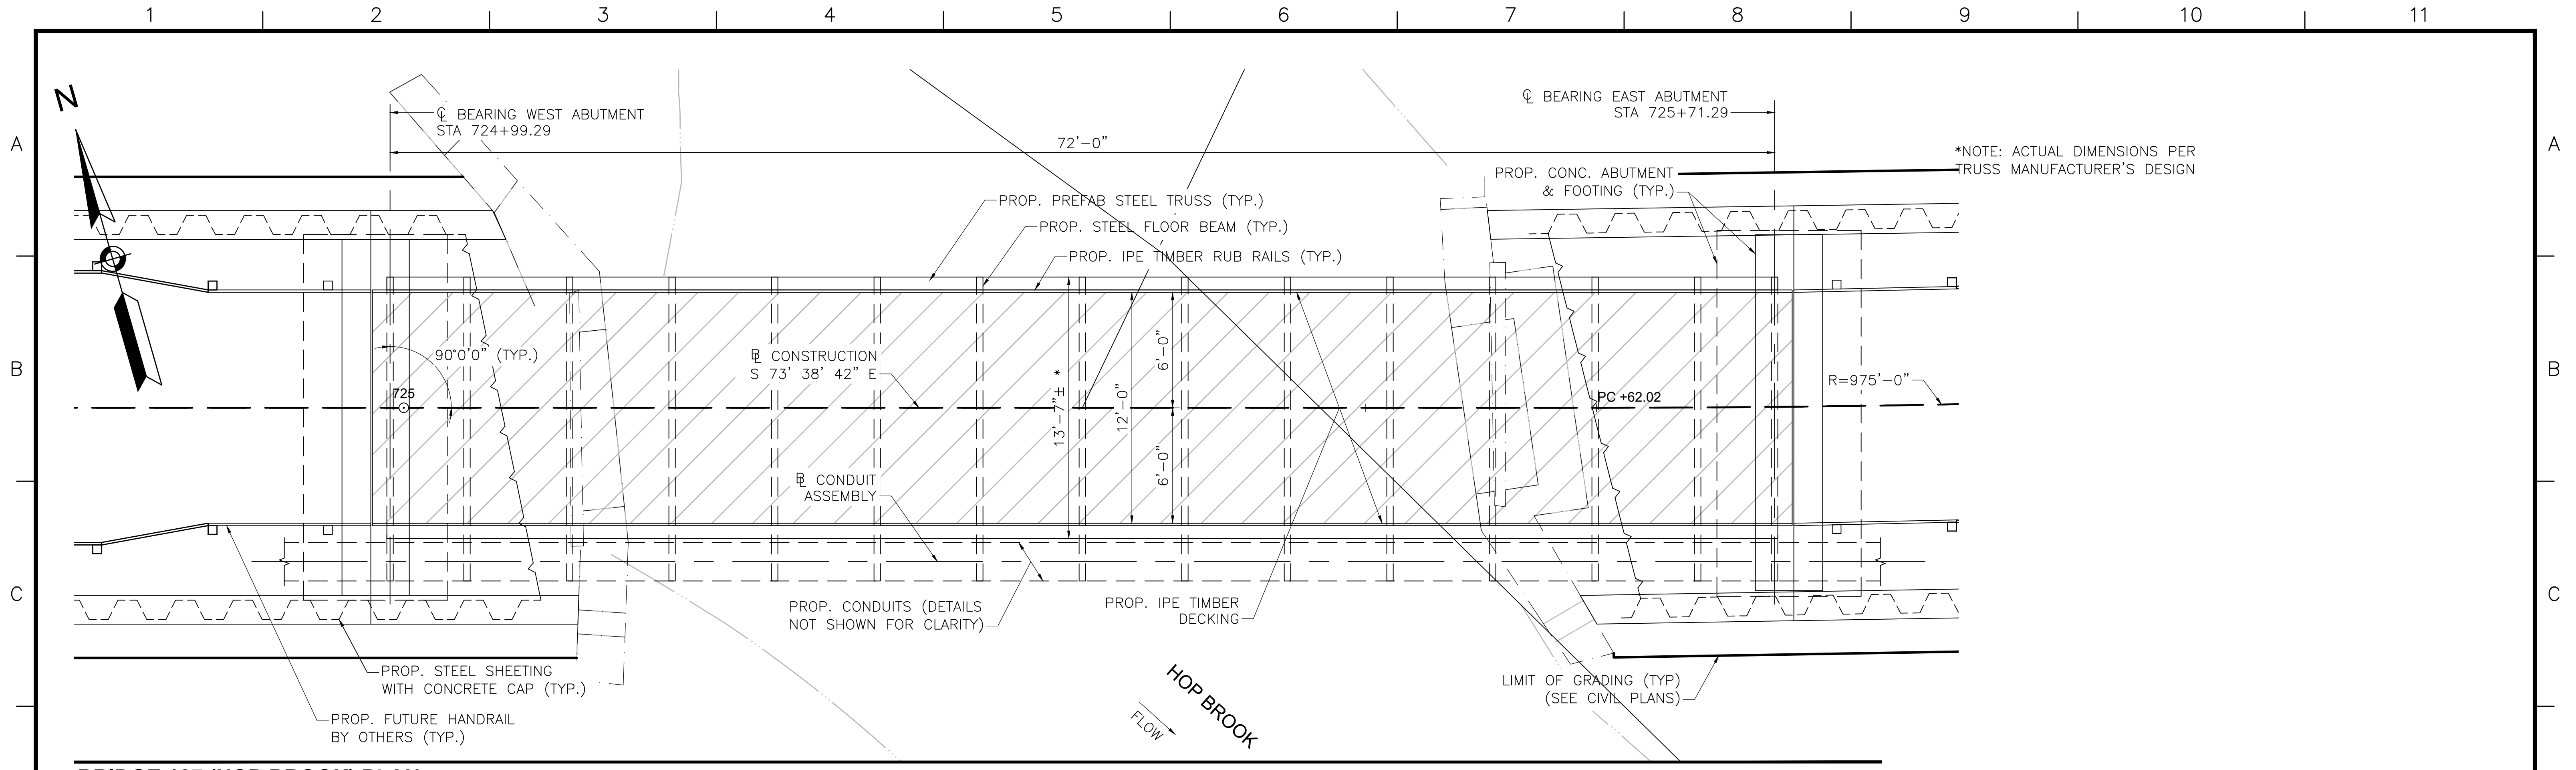 1 2 3 4 5 6 7 8 9 10 11
A
B
C
A
B
C
N
℄ BEARING WEST ABUTMENT
STA 724+99.29
72'-0"
℄ BEARING EAST ABUTMENT
STA 725+71.29
*NOTE: ACTUAL DIMENSIONS PER
TRUSS MANUFACTURER'S DESIGN
PROP. CONC. ABUTMENT
& FOOTING (TYP.)
PROP. PREFAB STEEL TRUSS (TYP.)
PROP. STEEL FLOOR BEAM (TYP.)
PROP. IPE TIMBER RUB RAILS (TYP.)
90°0'0" (TYP.)
725
BL CONSTRUCTION
S 73' 38' 42" E
13'-7"± *
12'-0"
6'-0"
6'-0"
PC +62.02
R=975'-0"
BL CONDUIT
ASSEMBLY
PROP. CONDUITS (DETAILS
NOT SHOWN FOR CLARITY)
PROP. IPE TIMBER
DECKING
PROP. STEEL SHEETING
WITH CONCRETE CAP (TYP.)
PROP. FUTURE HANDRAIL
BY OTHERS (TYP.)
HOP BROOK
FLOW
LIMIT OF GRADING (TYP)
(SEE CIVIL PLANS)